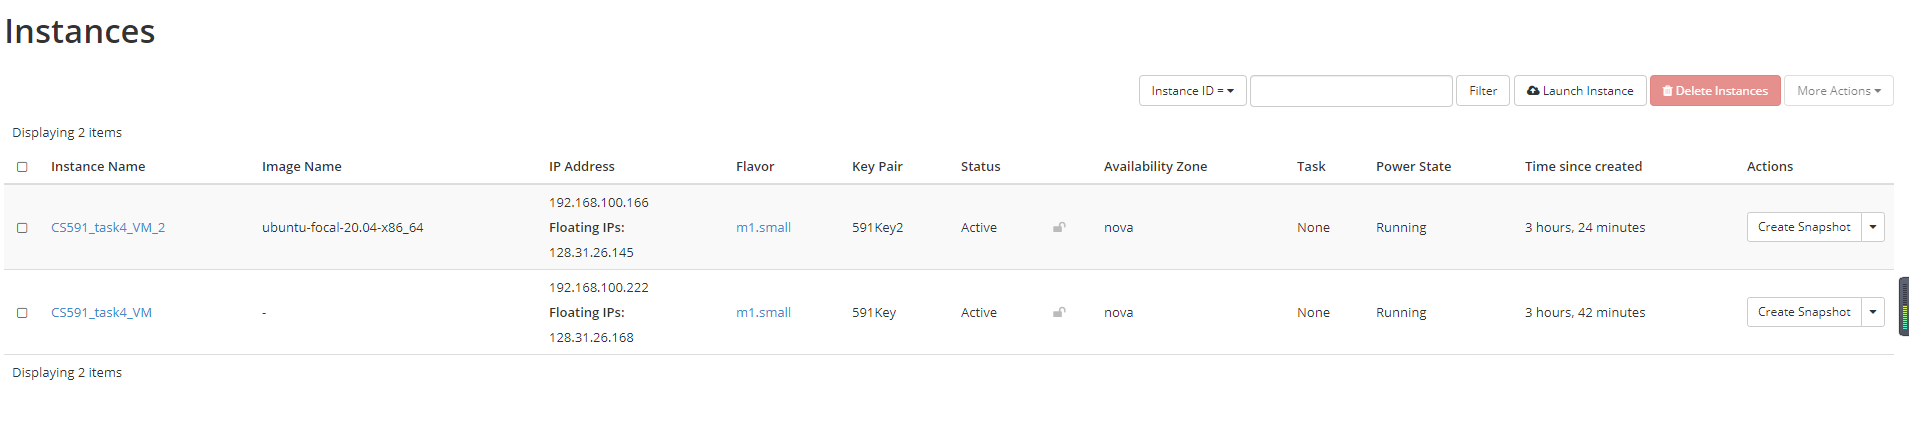 Instances
Instance ID = Filter Launch Instance Delete Instances More Actions
Displaying 2 items
Instance Name Image Name IP Address Flavor Key Pair Status Availability Zone Task Power State Time since created Actions
192.168.100.166
CS591_task4_VM_2 ubuntu-focal-20.04-x86_64 Floating IPs: m1.small 591Key2 Active nova None Running 3 hours, 24 minutes Create Snapshot
128.31.26.145
192.168.100.222
CS591_task4_VM - Floating IPs: m1.small 591Key Active nova None Running 3 hours, 42 minutes Create Snapshot
128.31.26.168
Displaying 2 items